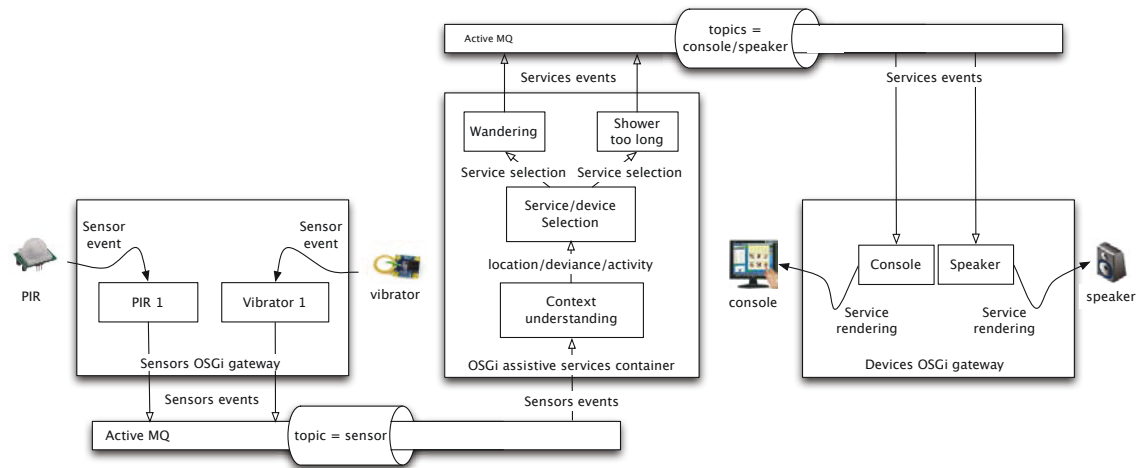 Active MQ
topics =
console/speaker
Services events
Services events
Wandering
Shower
too long
Service selection
Service selection
Service/device
Selection
location/deviance/activity
Context
understanding
OSGi assistive services container
Sensors events
Sensor
event
Sensor
event
PIR
vibrator
PIR 1
Vibrator 1
Sensors OSGi gateway
Sensors events
Active MQ
topic = sensor
Console
Speaker
console
speaker
Service
rendering
Service
rendering
Devices OSGi gateway